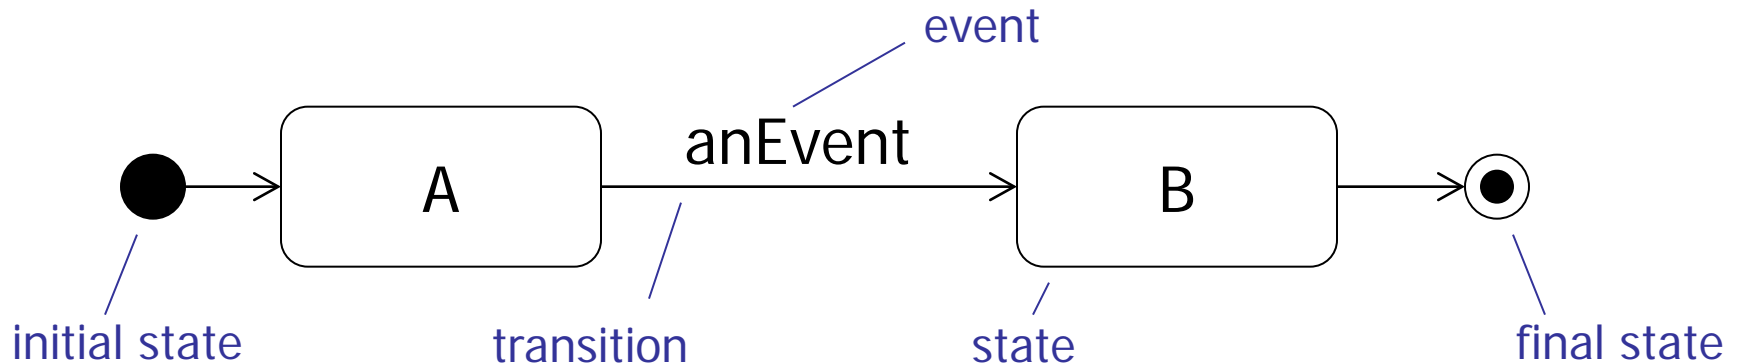 event
anEvent
A
B
initial state
transition
state
final state